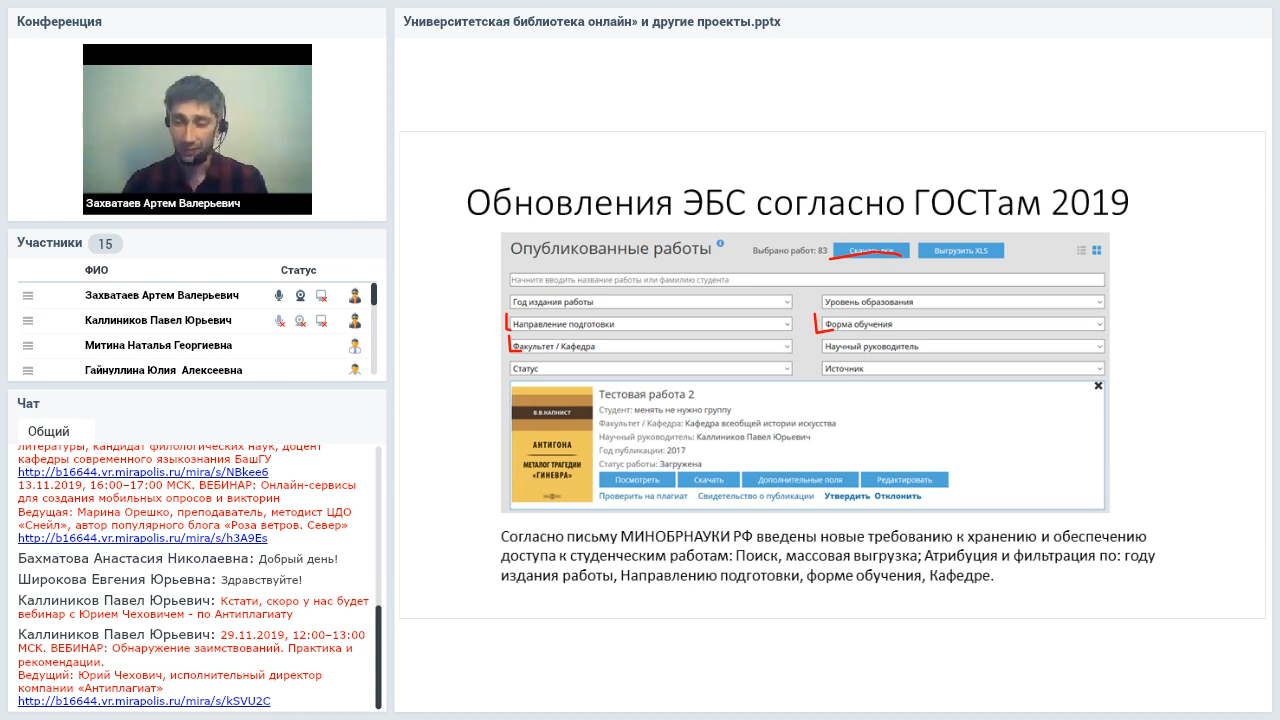 Конференция
Захватаев Артем Валерьевич
Участники 15
ФИО Статус
Захватаев Артем Валерьевич
Каллиников Павел Юрьевич
Митина Наталья Георгиевна
Гайнуллина Юлия Алексеевна
Чат
Общий
литературы, кандидат филологических наук, доцент
кафедры современного языкознания БашГУ
http://b16644.vr.mirapolis.ru/mira/s/NBkee6
13.11.2019, 16:00–17:00 МСК. ВЕБИНАР: Онлайн-сервисы
для создания мобильных опросов и викторин
Ведущая: Марина Орешко, преподаватель, методист ЦДО
«Снейл», автор популярного блога «Роза ветров. Север»
http://b16644.vr.mirapolis.ru/mira/s/h3A9Es
Бахматова Анастасия Николаевна: Добрый день!
Широкова Евгения Юрьевна: Здравствуйте!
Каллиников Павел Юрьевич: Кстати, скоро у нас будет
вебинар с Юрием Чеховичем - по Антиплагиату
Каллиников Павел Юрьевич: 29.11.2019, 12:00–13:00
МСК. ВЕБИНАР: Обнаружение заимствований. Практика и
рекомендации.
Ведущий: Юрий Чехович, исполнительный директор
компании «Антиплагиат»
http://b16644.vr.mirapolis.ru/mira/s/kSVU2C
Университетская библиотека онлайн» и другие проекты.pptx
Обновления ЭБС согласно ГОСТам 2019
Опубликованные работы Выбрано работ: 83 Скачать все Выгрузить XLS
Начните вводить название работы или фамилию студента
Год издания работы Уровень образования
Направление подготовки Форма обучения
Факультет / Кафедра Научный руководитель
Статус Источник
В.В.КАПНИСТ
АНТИГОНА
МЕТАЛОГ ТРАГЕДИИ
«ГИНЕВРА»
Тестовая работа 2
Студент: менять не нужно группу
Факультет / Кафедра: Кафедра всеобщей истории искусства
Научный руководитель: Каллиников Павел Юрьевич
Год публикации: 2017
Статус работы: Загружена
Посмотреть Скачать Дополнительные поля Редактировать
Проверить на плагиат Свидетельство о публикации Утвердить Отклонить
Согласно письму МИНОБРНАУКИ РФ введены новые требованию к хранению и обеспечению
доступа к студенческим работам: Поиск, массовая выгрузка; Атрибуция и фильтрация по: году
издания работы, Направлению подготовки, форме обучения, Кафедре.